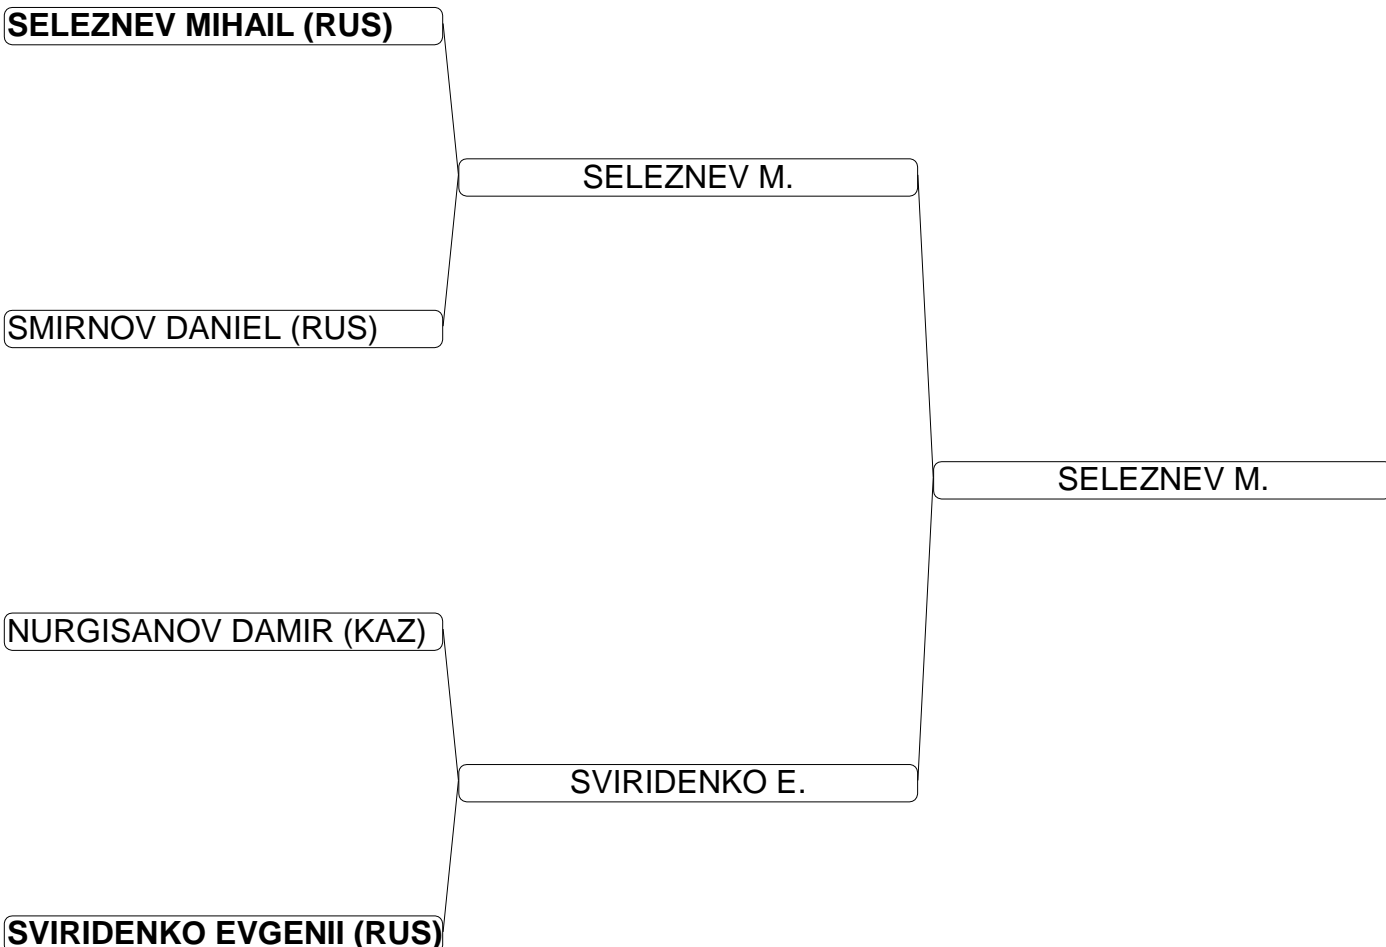 SELEZNEV MIHAIL (RUS)
SELEZNEV M.
SMIRNOV DANIEL (RUS)
SELEZNEV M.
NURGISANOV DAMIR (KAZ)
SVIRIDENKO E.
SVIRIDENKO EVGENII (RUS)